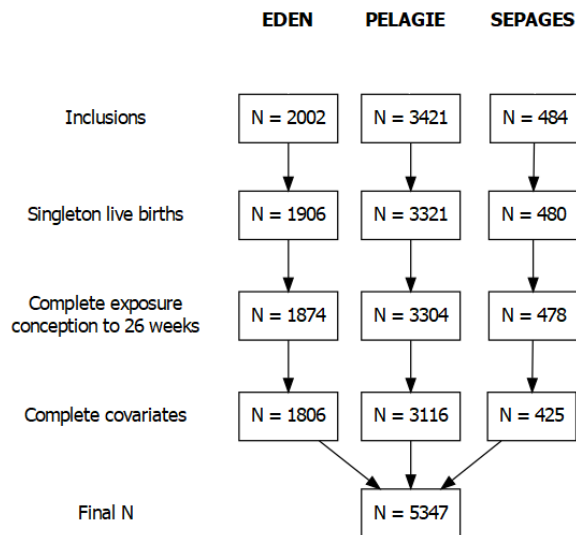 EDEN PELAGIE SEPAGES
Inclusions N = 2002 N = 3421 N = 484
Singleton live births N = 1906 N = 3321 N = 480
Complete exposure
conception to 26 weeks N = 1874 N = 3304 N = 478
Complete covariates N = 1806 N = 3116 N = 425
Final N N = 5347